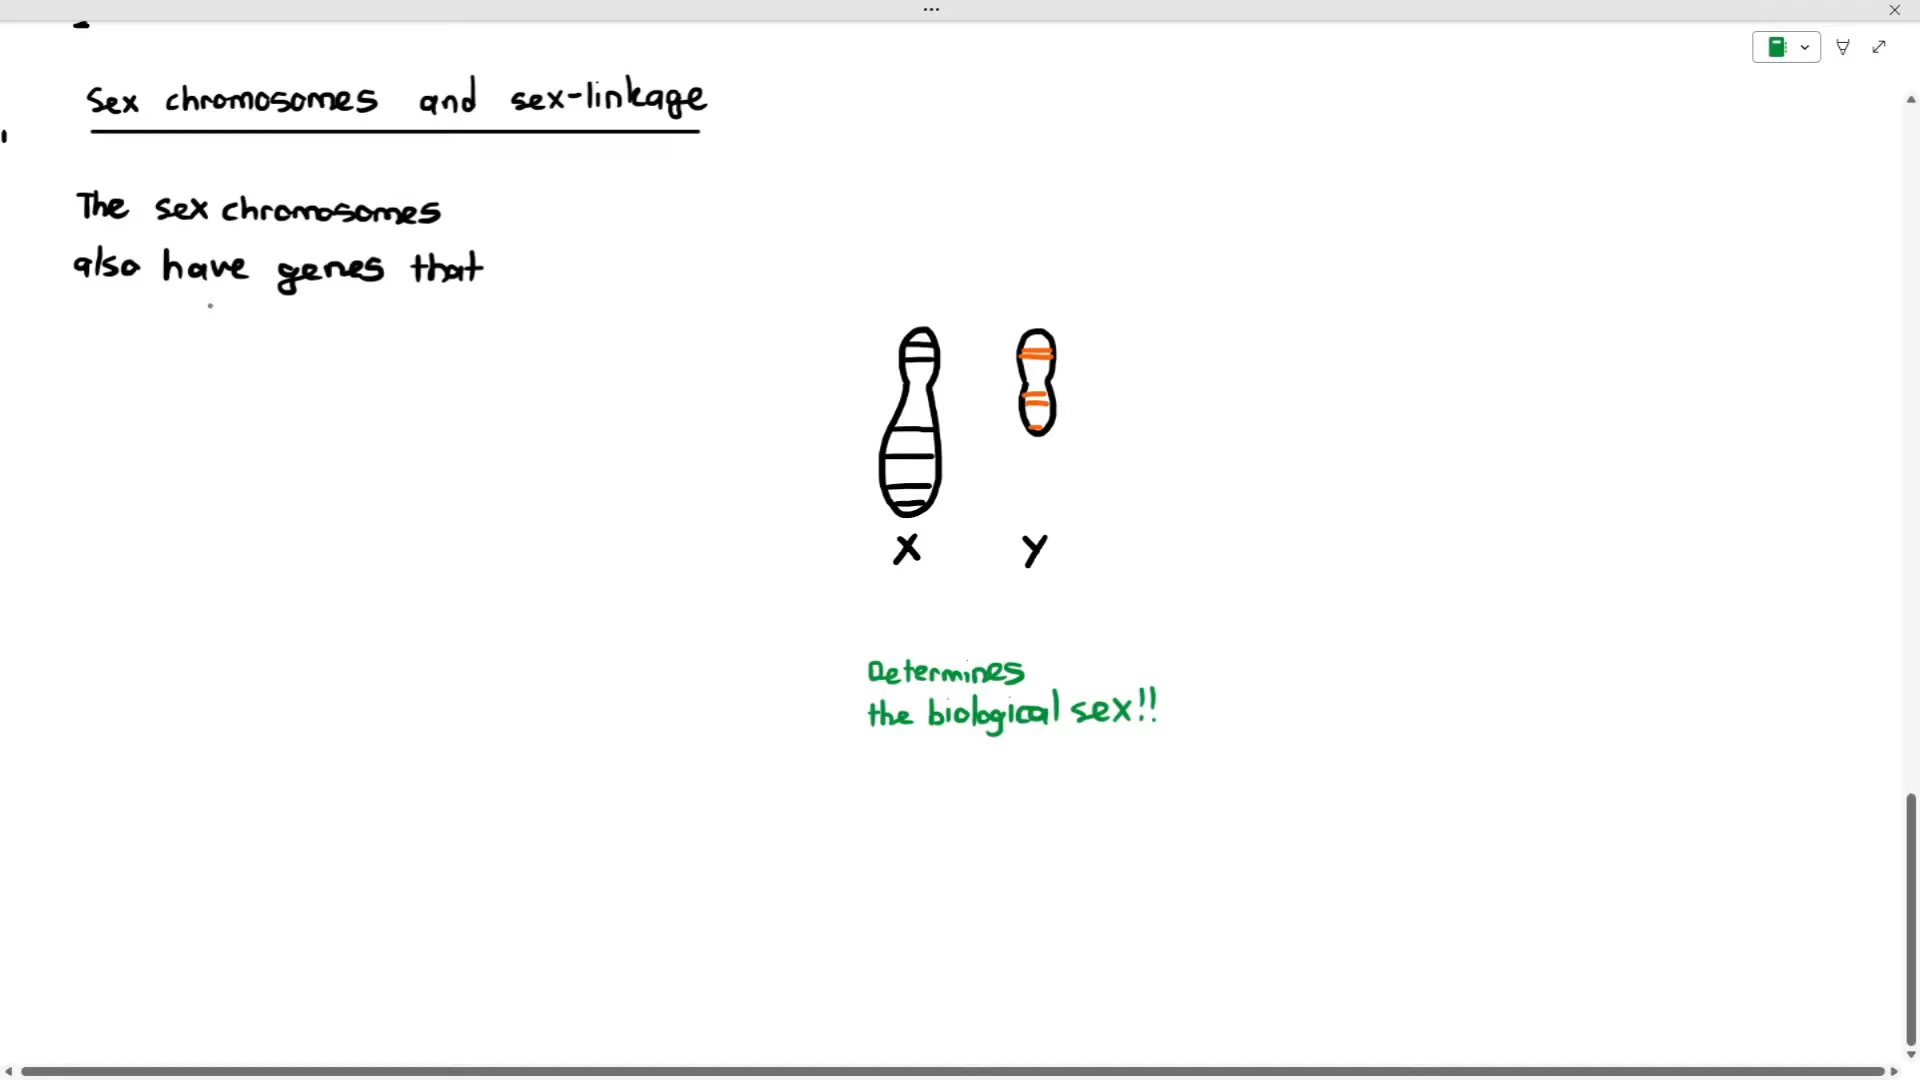 Sex chromosomes and sex-linkage
The sex chromosomes
also have genes that
X Y
Determines
the biological sex!!